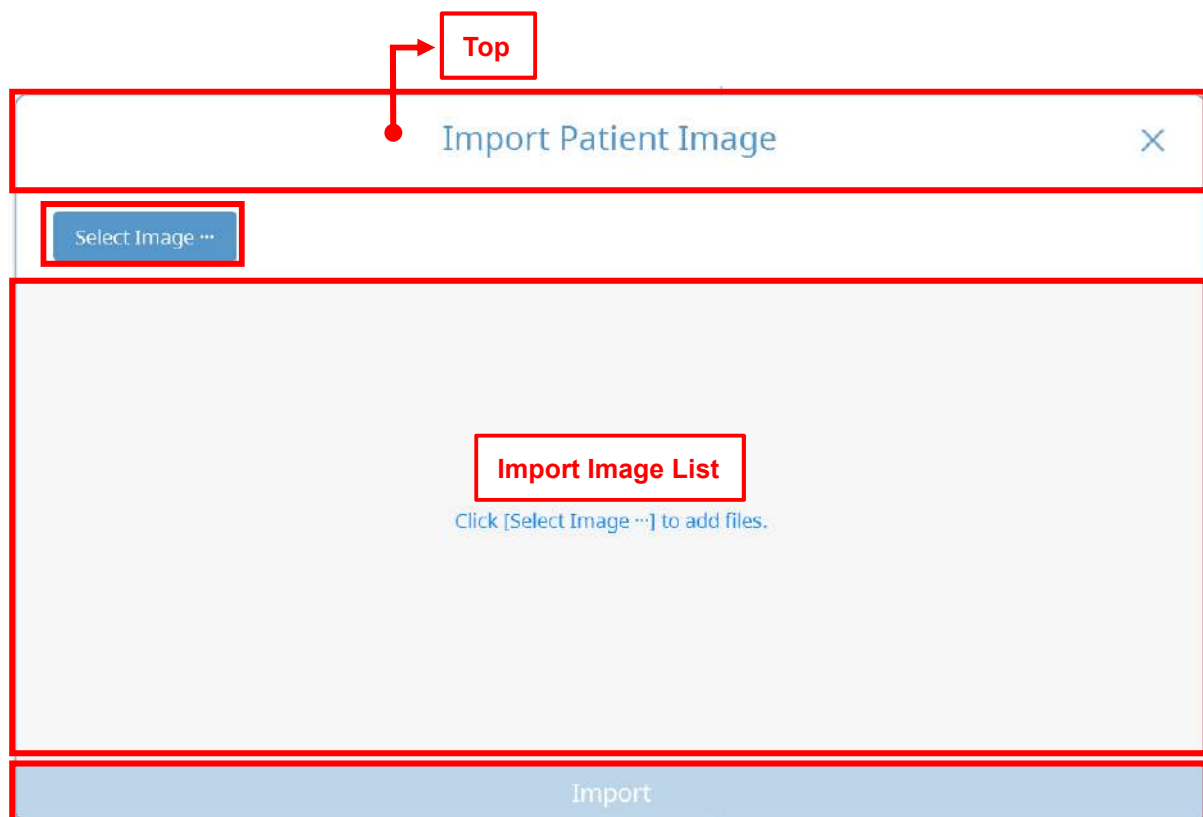 Top
Import Patient Image
Select Image ···
Import Image List
Click [Select Image ···] to add files.
Import